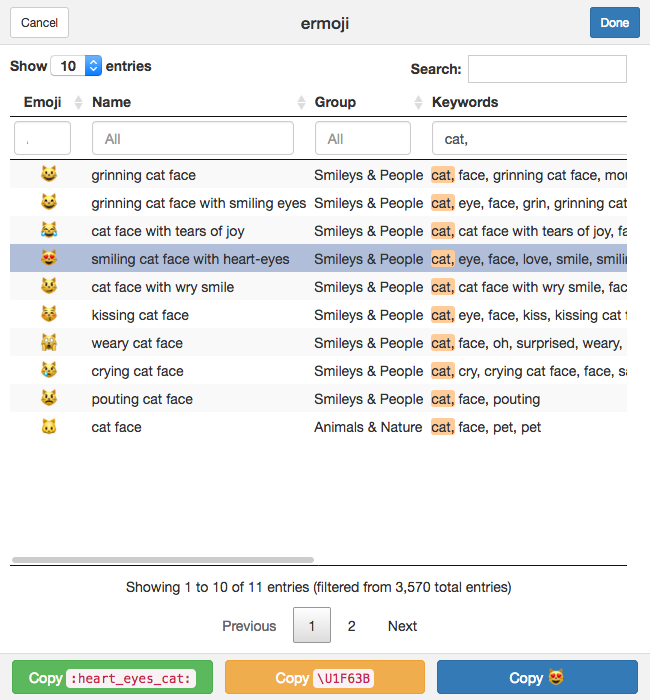 Cancel ermoji Done
Show 10 entries Search:
Emoji Name Group Keywords
All All cat,
😺 grinning cat face Smileys & People cat, face, grinning cat face, mou
😸 grinning cat face with smiling eyes Smileys & People cat, eye, face, grin, grinning cat
😹 cat face with tears of joy Smileys & People cat, cat face with tears of joy, fa
😻 smiling cat face with heart-eyes Smileys & People cat, eye, face, love, smile, smilin
😼 cat face with wry smile Smileys & People cat, cat face with wry smile, fac
😽 kissing cat face Smileys & People cat, eye, face, kiss, kissing cat f
🙀 weary cat face Smileys & People cat, face, oh, surprised, weary,
😿 crying cat face Smileys & People cat, cry, crying cat face, face, sa
😾 pouting cat face Smileys & People cat, face, pouting
🐱 cat face Animals & Nature cat, face, pet, pet
Showing 1 to 10 of 11 entries (filtered from 3,570 total entries)
Previous 1 2 Next
Copy :heart_eyes_cat: Copy \U1F63B Copy 😻